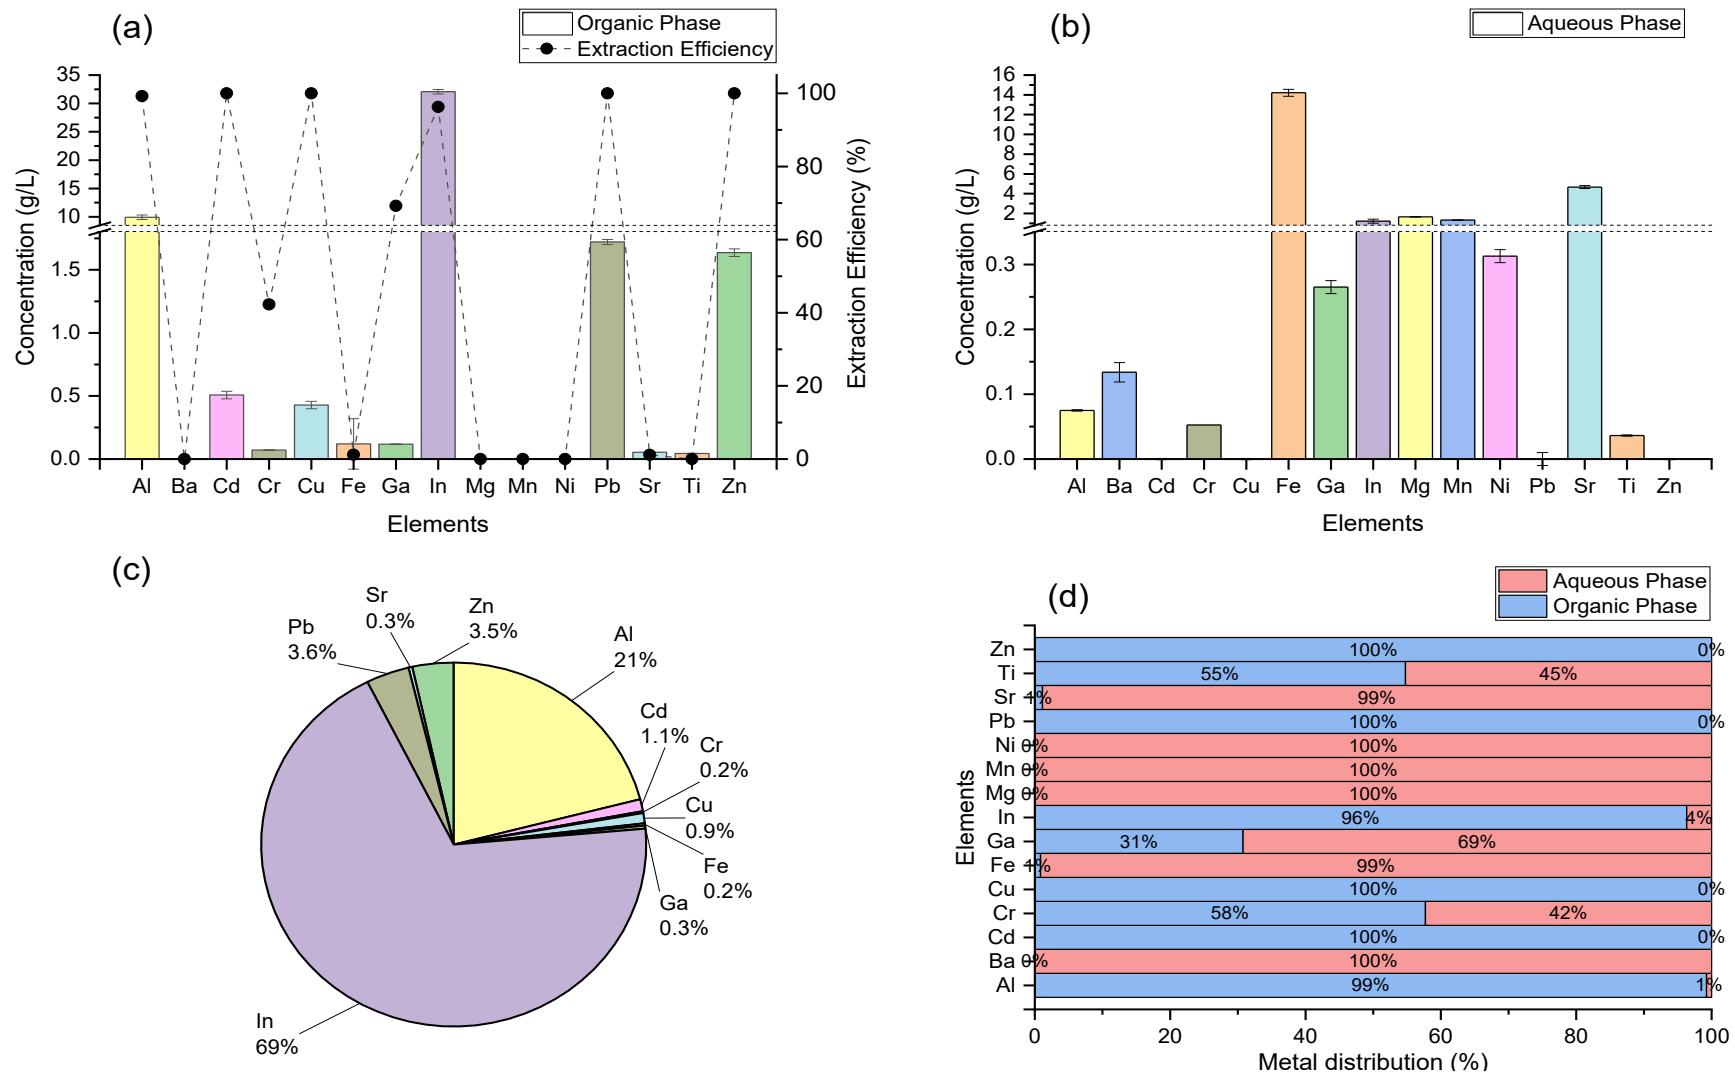 (a)
Organic Phase
Extraction Efficiency
35
30
25
20
15
10
1.5
1.0
0.5
0.0
Concentration (g/L)
100
80
60
40
20
0
Extraction Efficiency (%)
Al Ba Cd Cr Cu Fe Ga In Mg Mn Ni Pb Sr Ti Zn
Elements
(b)
Aqueous Phase
16
14
12
10
8
6
4
2
0.3
0.2
0.1
0.0
Concentration (g/L)
Al Ba Cd Cr Cu Fe Ga In Mg Mn Ni Pb Sr Ti Zn
Elements
(c)
Sr
0.3%
Zn
3.5%
Pb
3.6%
Al
21%
Cd
1.1%
Cr
0.2%
Cu
0.9%
Fe
0.2%
Ga
0.3%
In
69%
(d)
Aqueous Phase
Organic Phase
Zn 100% 0%
Ti 55% 45%
Sr 1% 99%
Pb 100% 0%
Ni 0% 100%
Mn 0% 100%
Mg 0% 100%
In 96% 4%
Ga 31% 69%
Fe 1% 99%
Cu 100% 0%
Cr 58% 42%
Cd 100% 0%
Ba 0% 100%
Al 99% 1%
Elements
0 20 40 60 80 100
Metal distribution (%)